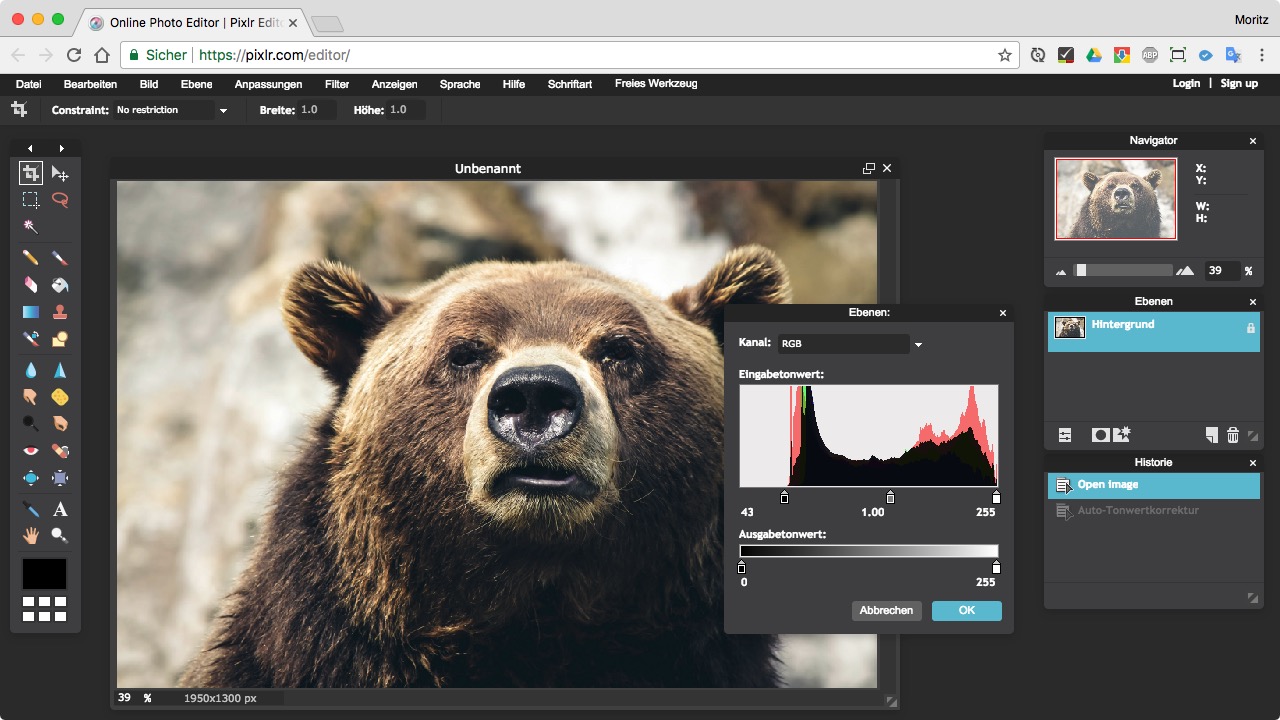 Online Photo Editor | Pixlr Edit
Moritz
Sicher https://pixlr.com/editor/
ABP
Datei Bearbeiten Bild Ebene Anpassungen Filter Anzeigen Sprache Hilfe Schriftart Freies Werkzeug Login | Sign up
Constraint: No restriction Breite: 1.0 Höhe: 1.0
Unbenannt
Navigator
X:
Y:
W:
H:
39 %
Ebenen
Hintergrund
Historie
Open image
Auto-Tonwertkorrektur
Ebenen:
Kanal: RGB
Eingabetonwert:
43 1.00 255
Ausgabetonwert:
0 255
Abbrechen OK
A
39 % 1950x1300 px